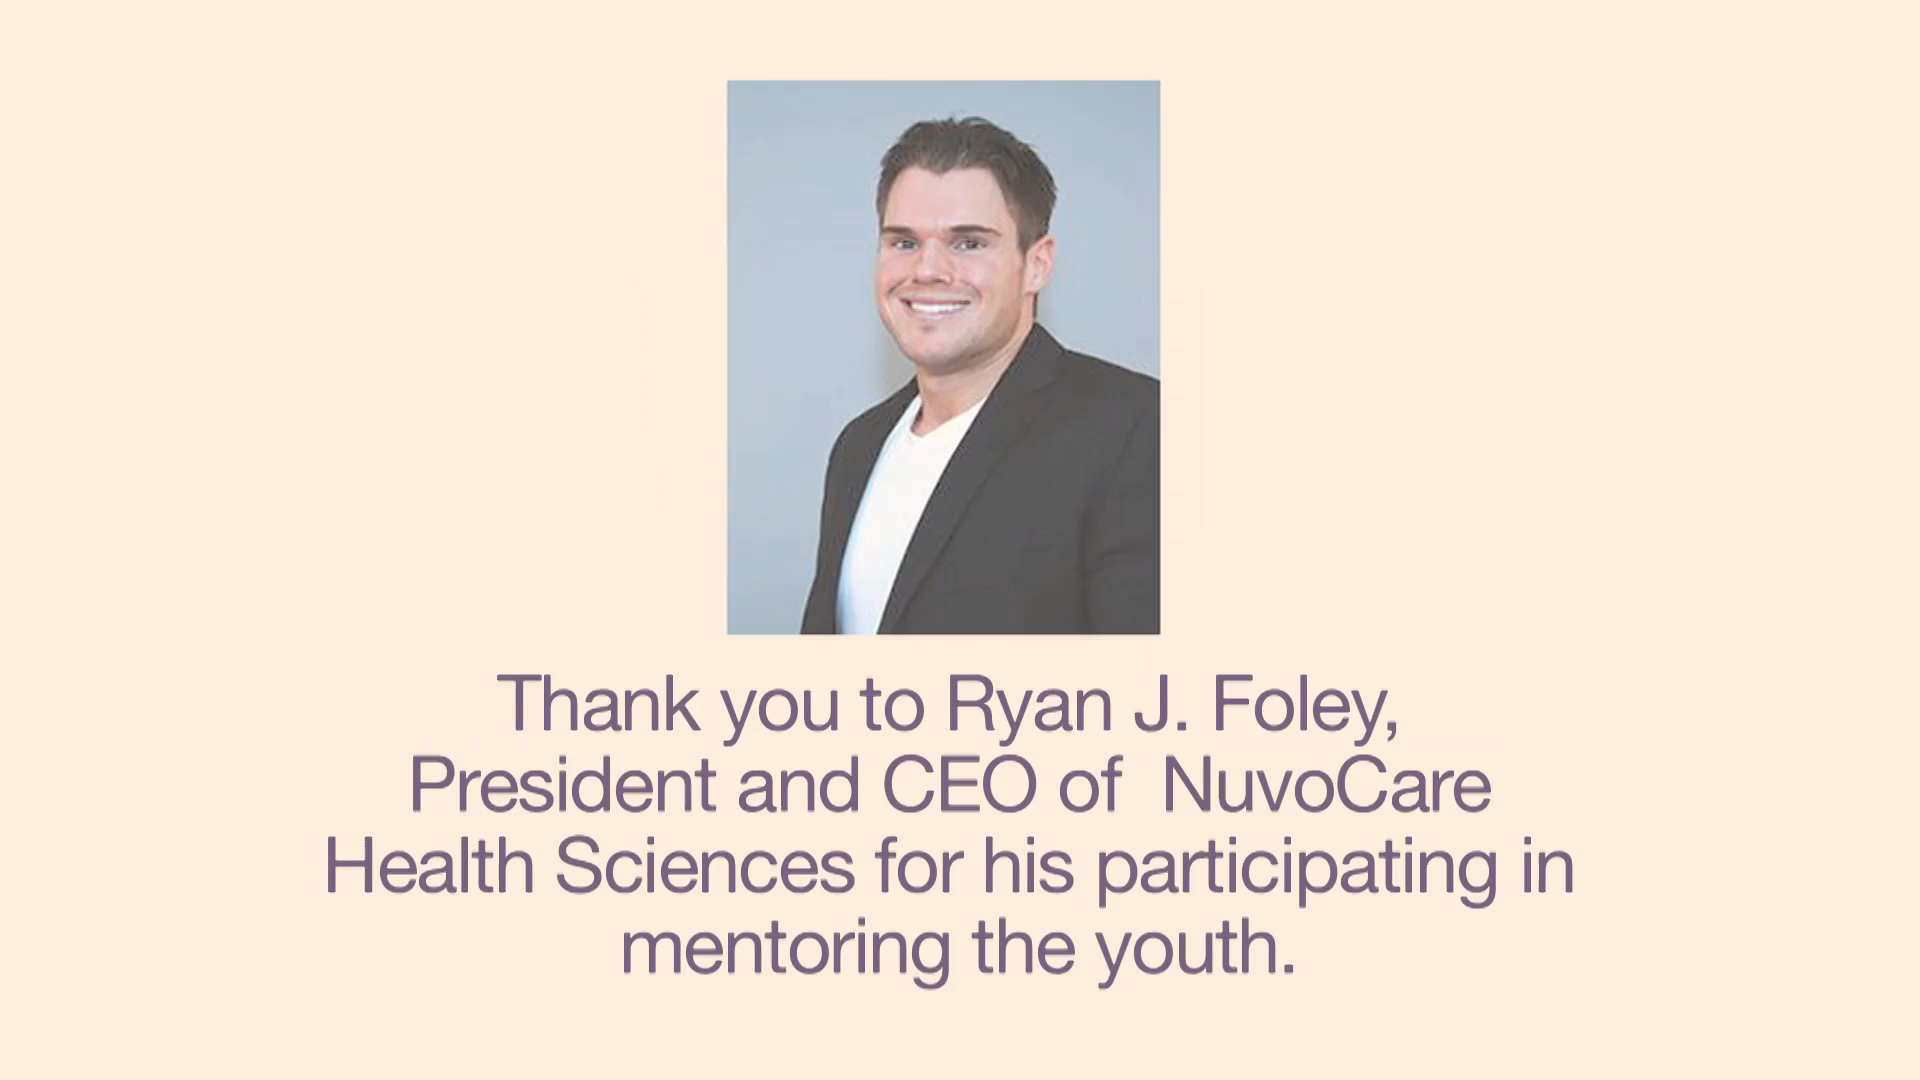 Thank you to Ryan J. Foley,
President and CEO of  NuvoCare
Health Sciences for his participating in
mentoring the youth.